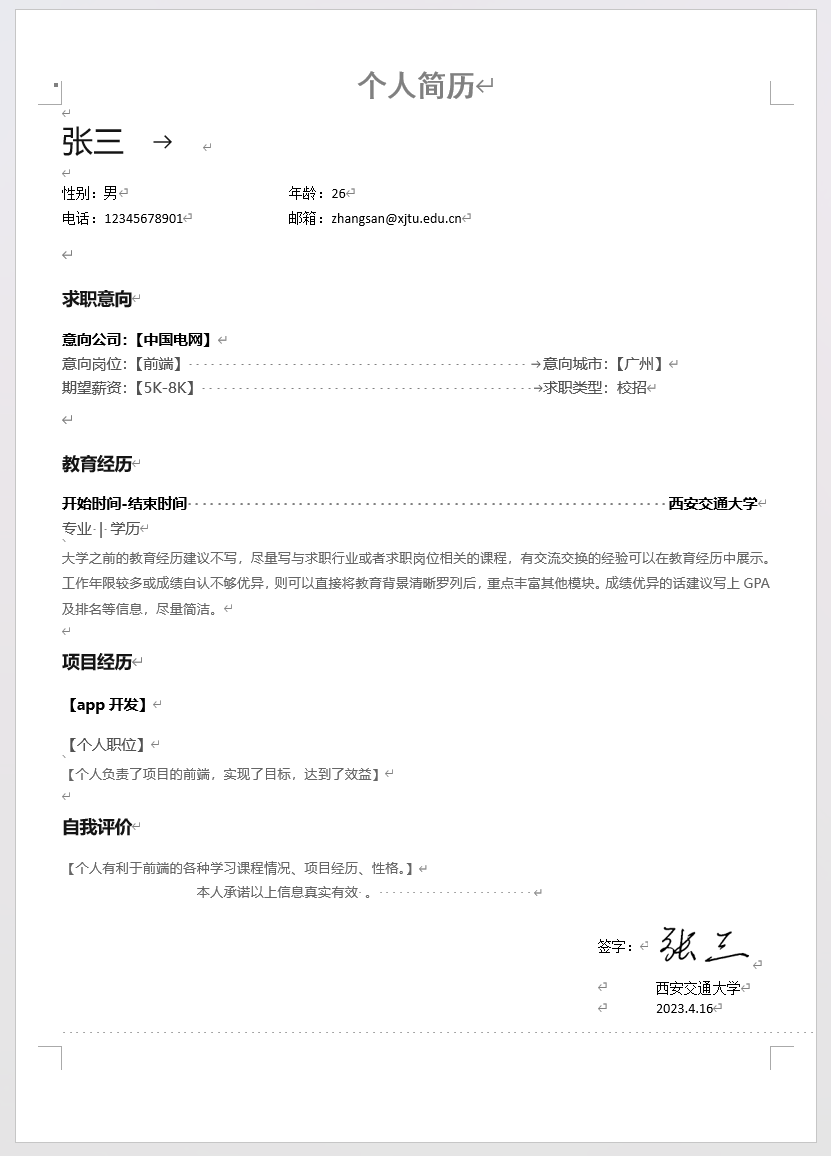 个人简历
张三
性别：男 年龄：26
电话：12345678901 邮箱：zhangsan@xjtu.edu.cn
求职意向
意向公司：【中国电网】
意向岗位：【前端】 意向城市：【广州】
期望薪资：【5K-8K】 求职类型：校招
教育经历
开始时间-结束时间 西安交通大学
专业 | 学历
大学之前的教育经历建议不写，尽量写与求职行业或者求职岗位相关的课程，有交流交换的经验可以在教育经历中展示。
工作年限较多或成绩自认不够优异，则可以直接将教育背景清晰罗列后，重点丰富其他模块。成绩优异的话建议写上 GPA
及排名等信息，尽量简洁。
项目经历
【app 开发】
【个人职位】
【个人负责了项目的前端，实现了目标，达到了效益】
自我评价
【个人有利于前端的各种学习课程情况、项目经历、性格。】
本人承诺以上信息真实有效 。
签字： 张三
西安交通大学
2023.4.16